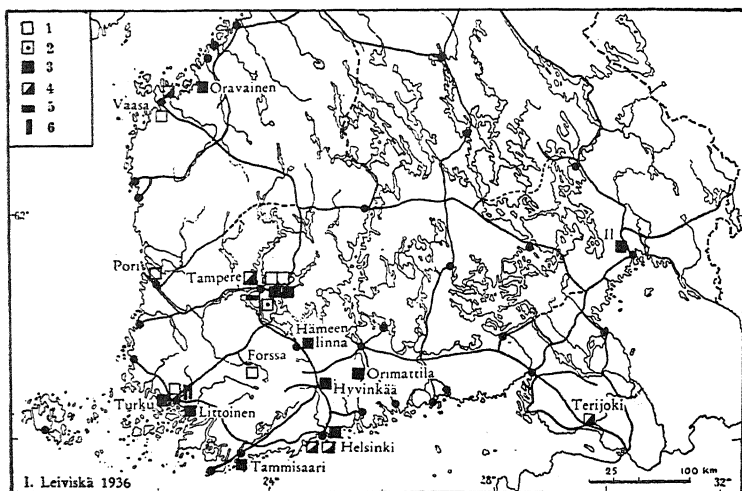 1
2
3
4
5
6
Oravainen
Vaasa
62°
Pori
Tampere
Hämeen
linna
Forssa
Orimattila
Hyvinkää
Turku
Littoinen
Terijoki
Helsinki
Tammisaari
I. Leiviskä 1936
24°
28°
25
100 km
32°